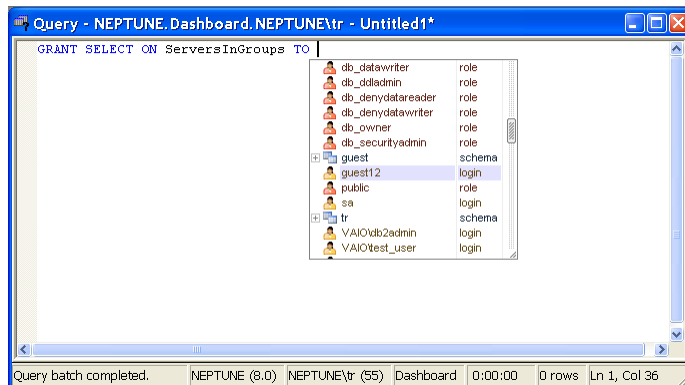 Query - NEPTUNE.Dashboard.NEPTUNE\tr - Untitled1*
GRANT SELECT ON ServersInGroups TO
db_datawriter role
db_ddladmin role
db_denydatareader role
db_denydatawriter role
db_owner role
db_securityadmin role
guest schema
guest12 login
public role
sa login
tr schema
VAIO\db2admin login
VAIO\test_user login
Query batch completed. NEPTUNE (8.0) NEPTUNE\tr (55) Dashboard 0:00:00 0 rows Ln 1, Col 36